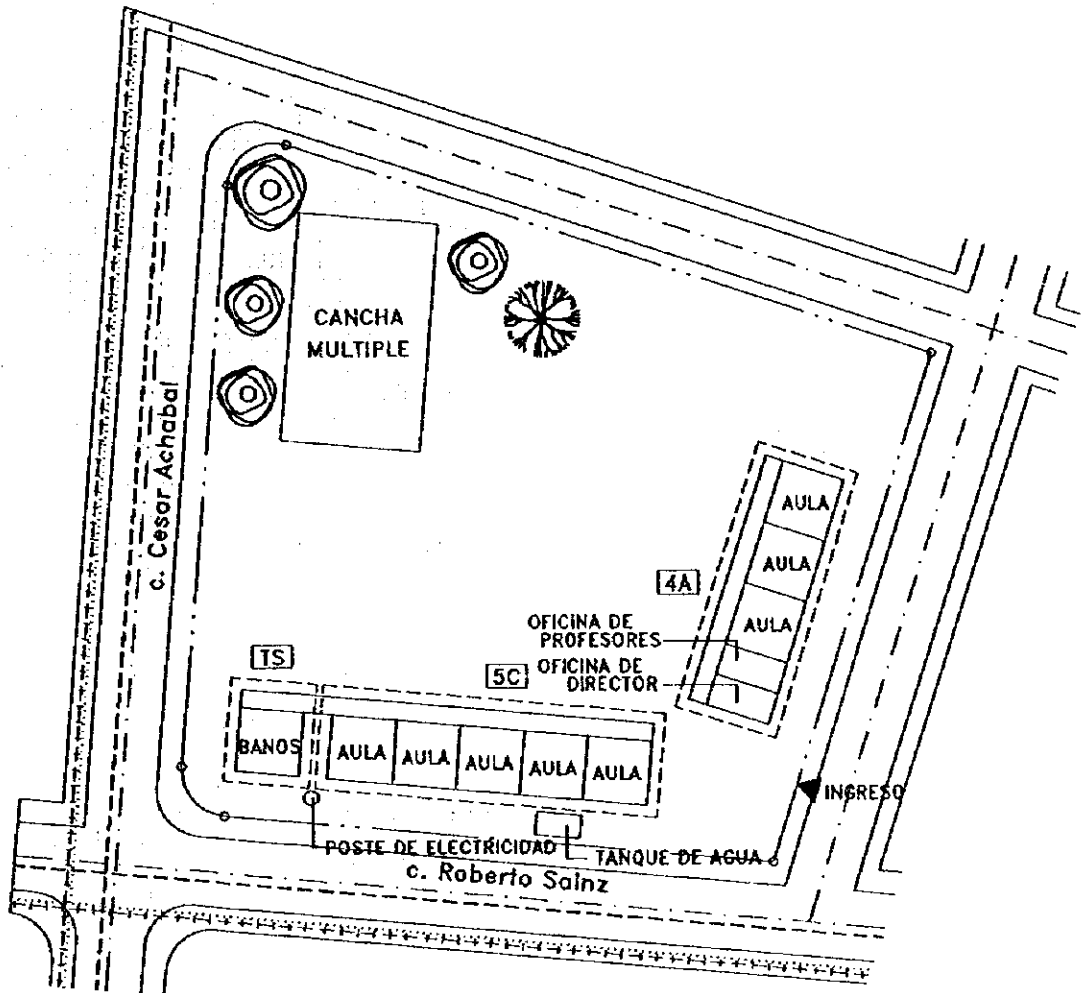 CANCHA
MULTIPLE
c. Cesar Achabal
AULA
AULA
AULA
4A
OFICINA DE
PROFESORES
OFICINA DE
DIRECTOR
TS
5C
BANOS
AULA
AULA
AULA
AULA
AULA
INGRESO
POSTE DE ELECTRICIDAD
TANQUE DE AGUA
c. Roberto Sainz